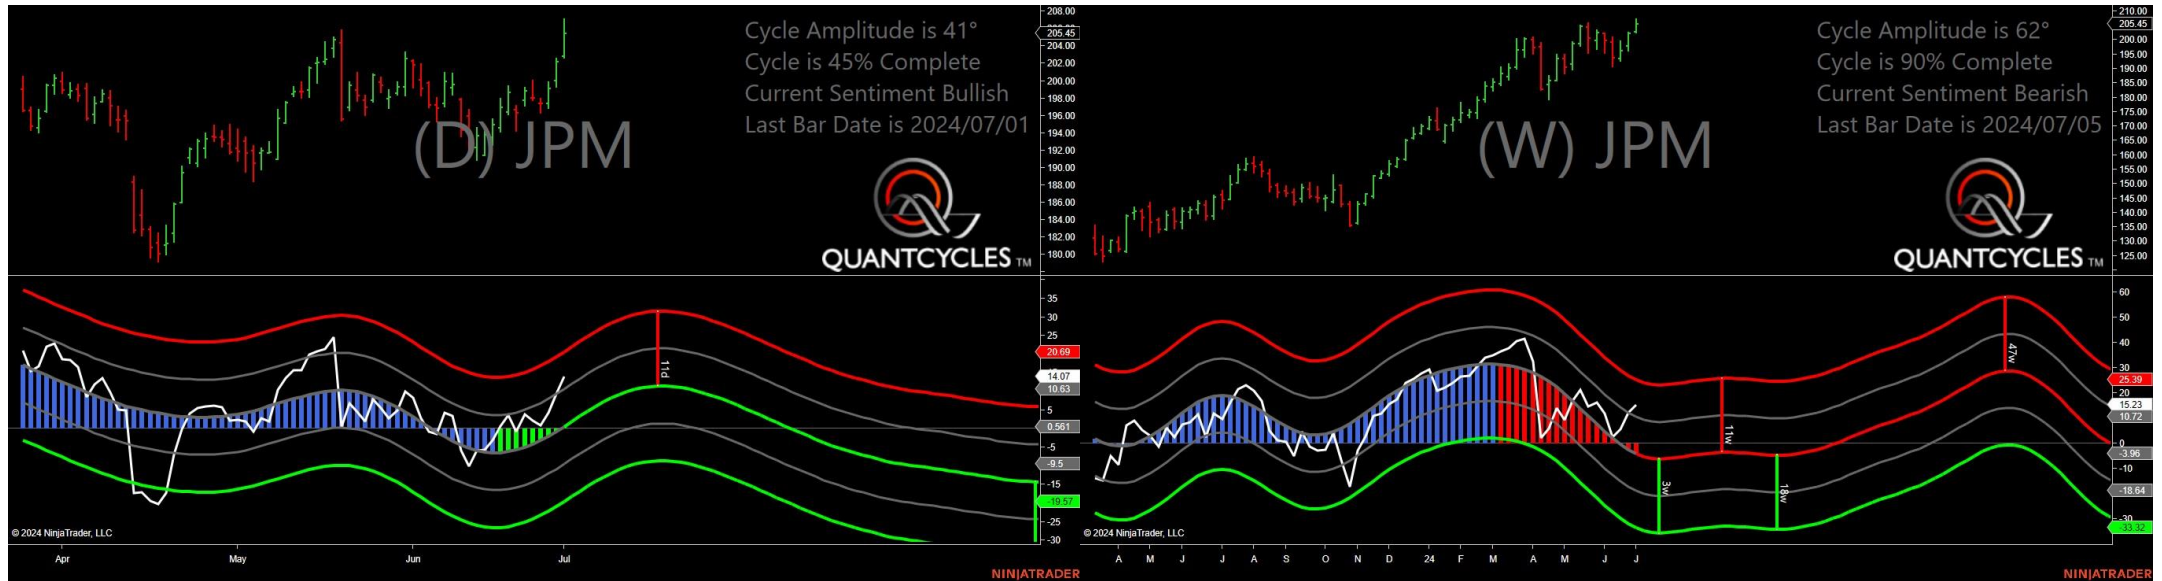 208.00
205.45
204.00
202.00
200.00
198.00
196.00
194.00
192.00
190.00
188.00
186.00
184.00
182.00
180.00
Cycle Amplitude is 41°
Cycle is 45% Complete
Current Sentiment Bullish
Last Bar Date is 2024/07/01
(D) JPM
QUANTCYCLES TM
35
30
25
20.69
14.07
10.63
5
0.561
-5
-9.5
-15
-19.57
-25
-30
11d
© 2024 NinjaTrader, LLC
Apr May Jun Jul
NINJATRADER
210.00
205.45
200.00
195.00
190.00
185.00
180.00
175.00
170.00
165.00
160.00
155.00
150.00
145.00
140.00
135.00
130.00
125.00
Cycle Amplitude is 62°
Cycle is 90% Complete
Current Sentiment Bearish
Last Bar Date is 2024/07/05
(W) JPM
QUANTCYCLES TM
60
50
40
30
25.39
20
15.23
10.72
0
-3.96
-10
-18.64
-30
-33.32
3w
11w
18w
47w
© 2024 NinjaTrader, LLC
A M J J A S O N D 24 F M A M J J
NINJATRADER